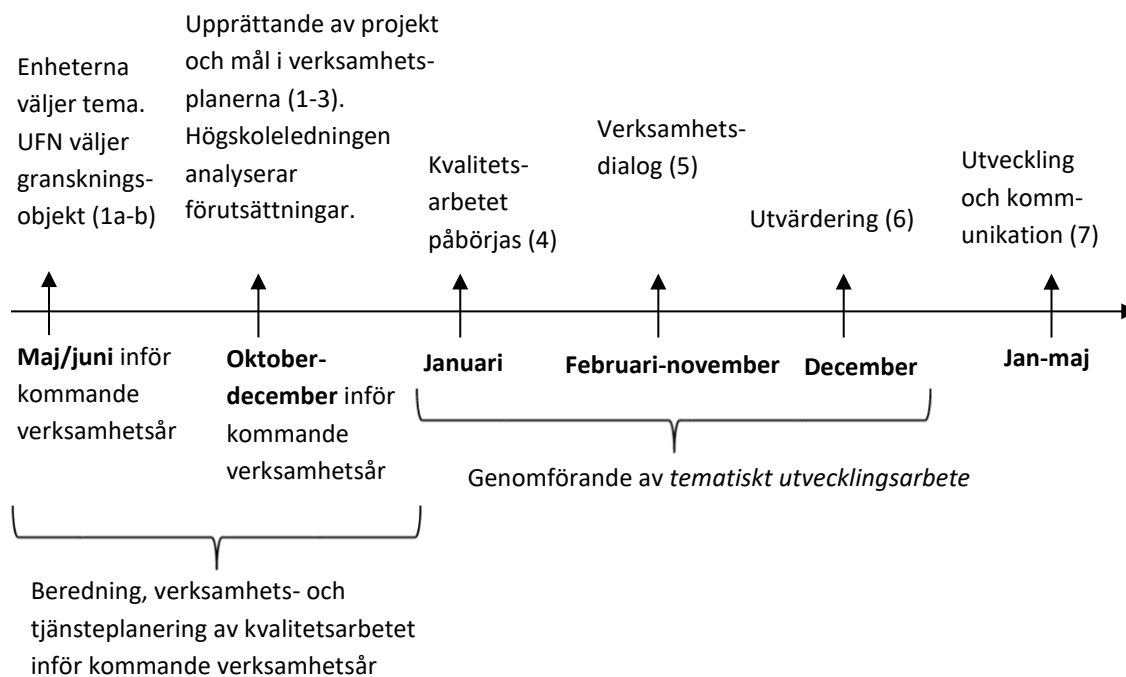 Enheterna
väljer tema.
UFN väljer
gransknings-
objekt (1a-b)
Upprättande av projekt
och mål i verksamhets-
planerna (1-3).
Högskoleledningen
analyserar
förutsättningar.
Kvalitets-
arbetet
påbörjas (4)
Verksamhets-
dialog (5)
Utvärdering (6)
Utveckling
och komm-
unikation (7)
Maj/juni inför
kommande
verksamhetsår
Oktober-
december inför
kommande
verksamhetsår
Januari
Februari-november
December
Jan-maj
Genomförande av tematiskt utvecklingsarbete
Beredning, verksamhets- och
tjänsteplanering av kvalitetsarbetet
inför kommande verksamhetsår